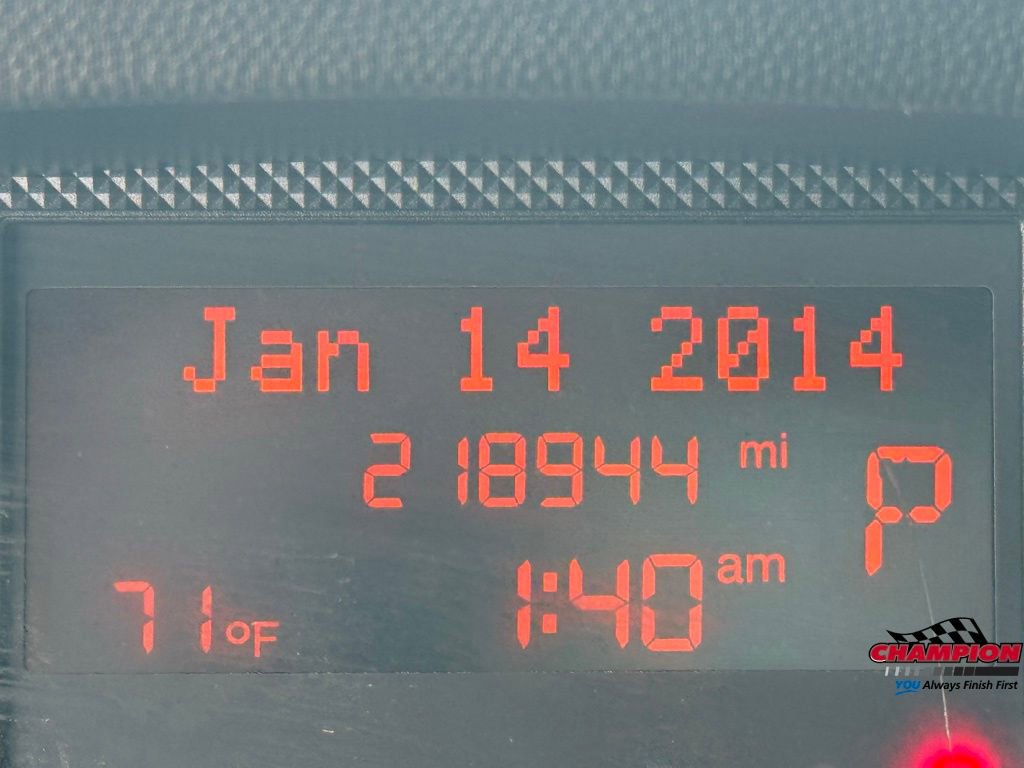 Jan 14 2014
218944 mi
P
1:40 am
71°F
CHAMPION
YOU Always Finish First